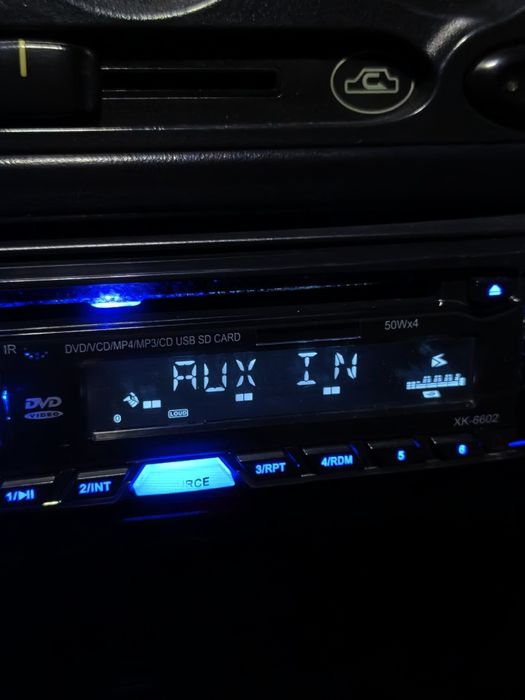 IR
DVD/VCD/MP4/MP3/CD USB SD CARD
50Wx4
AUX IN
DVD
VIDEO
LOUD
XK-6602
1/▶II
2/INT
3/RPT
4/RDM
5
6